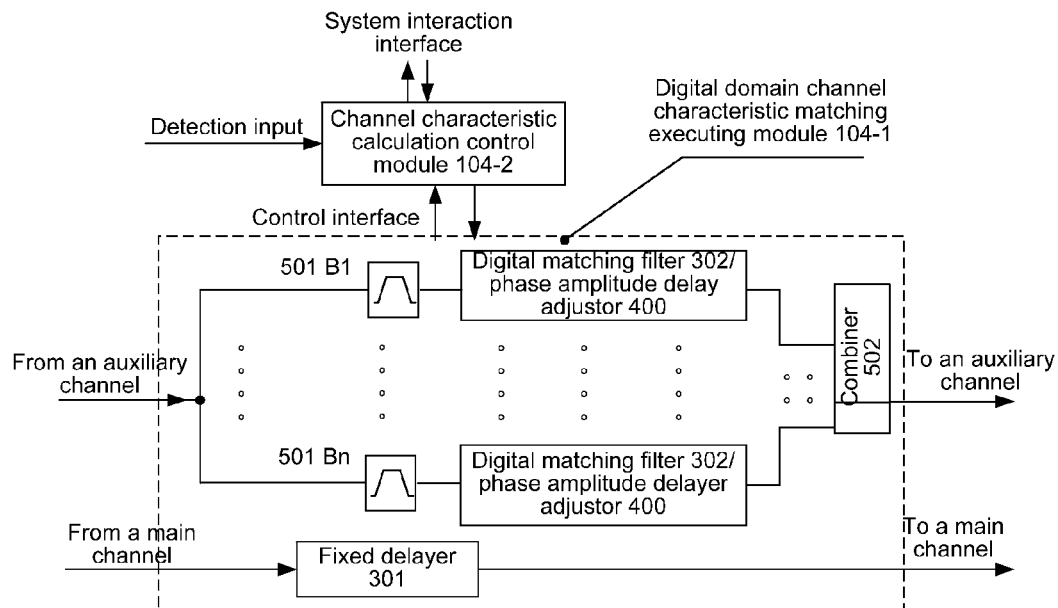 System interaction
interface
Detection input
Channel characteristic
calculation control
module 104-2
Digital domain channel
characteristic matching
executing module 104-1
Control interface
501 B1
Digital matching filter 302/
phase amplitude delay
adjustor 400
From an auxiliary
channel
Combiner
502
To an auxiliary
channel
501 Bn
Digital matching filter 302/
phase amplitude delayer
adjustor 400
From a main
channel
Fixed delayer
301
To a main
channel